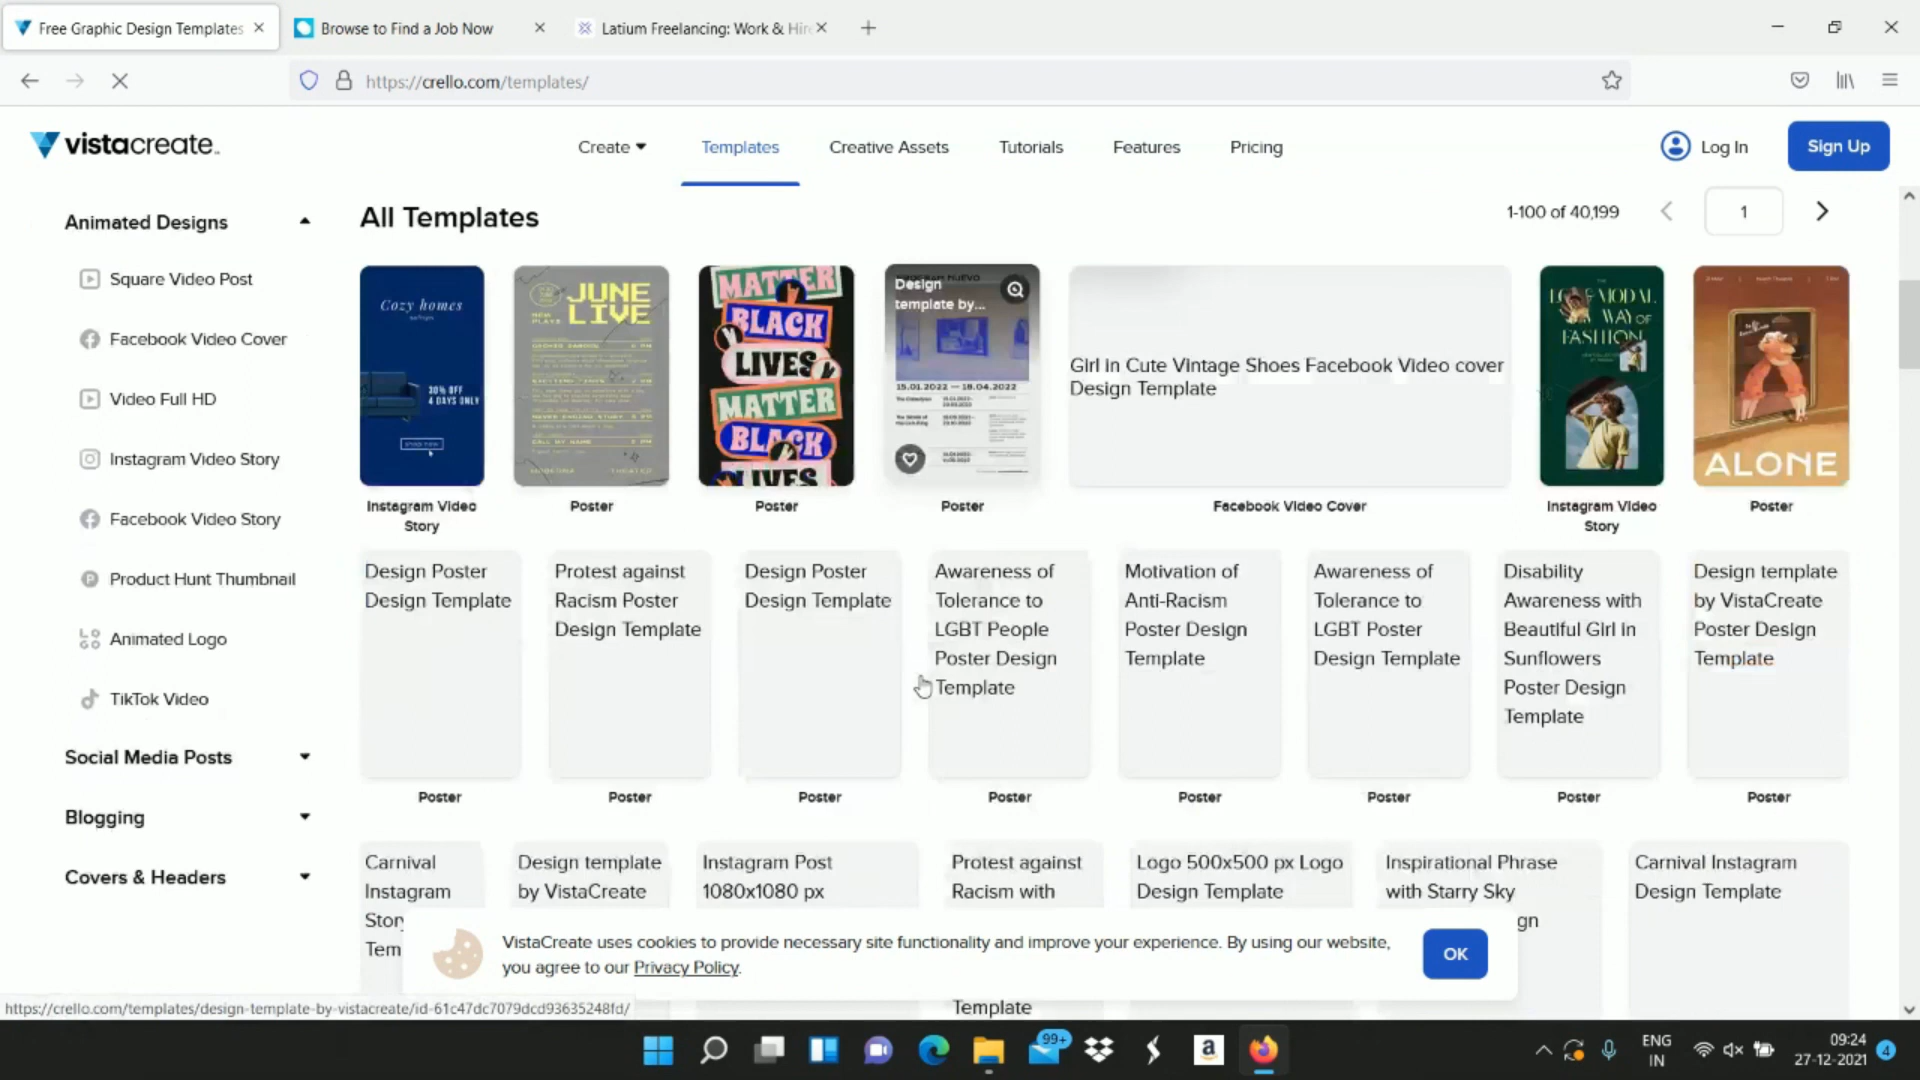 Free Graphic Design Templates
Browse to Find a Job Now
Latium Freelancing: Work & Hire
https://crello.com/templates/
vistacreate
Create
Templates
Creative Assets
Tutorials
Features
Pricing
Log In
Sign Up
Animated Designs
Square Video Post
Facebook Video Cover
Video Full HD
Instagram Video Story
Facebook Video Story
Product Hunt Thumbnail
Animated Logo
TikTok Video
Social Media Posts
Blogging
Covers & Headers
All Templates
1-100 of 40,199
1
Cozy homes
30% OFF
4 DAYS ONLY
JUNE
LIVE
MATTER
BLACK
LIVES
MATTER
BLACK
LIVES
Design
template by...
15.01.2022 — 18.04.2022
Girl In Cute Vintage Shoes Facebook Video cover
Design Template
WAY OF
FASHION
ALONE
Instagram Video
Story
Poster
Poster
Poster
Facebook Video Cover
Instagram Video
Story
Poster
Design Poster
Design Template
Protest against
Racism Poster
Design Template
Design Poster
Design Template
Awareness of
Tolerance to
LGBT People
Poster Design
Template
Motivation of
Anti-Racism
Poster Design
Template
Awareness of
Tolerance to
LGBT Poster
Design Template
Disability
Awareness with
Beautiful Girl in
Sunflowers
Poster Design
Template
Design template
by VistaCreate
Poster Design
Template
Poster
Poster
Poster
Poster
Poster
Poster
Poster
Poster
Carnival
Instagram
Story
Tem
Design template
by VistaCreate
Instagram Post
1080x1080 px
Protest against
Racism with
Template
Logo 500x500 px Logo
Design Template
Inspirational Phrase
with Starry Sky
gn
Carnival Instagram
Design Template
VistaCreate uses cookies to provide necessary site functionality and improve your experience. By using our website,
you agree to our Privacy Policy.
OK
https://crello.com/templates/design-template-by-vistacreate/id-61c47dc7079dcd93635248fd/
99+
a
ENG
IN
09:24
27-12-2021
4